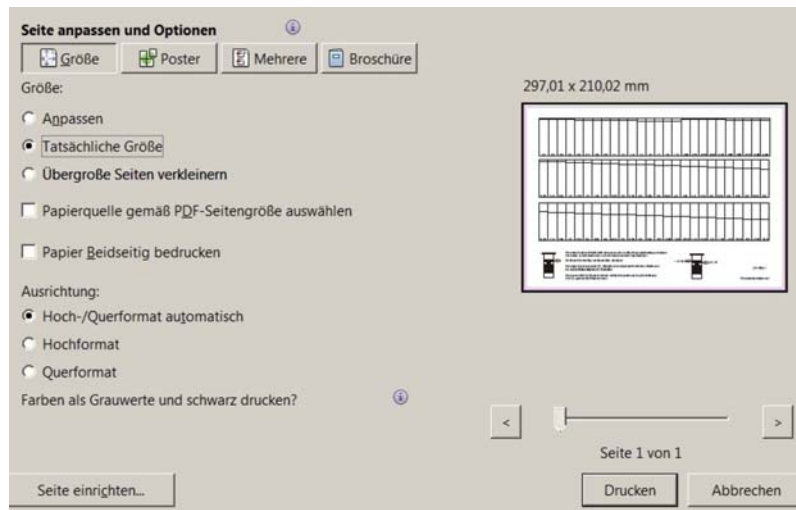 Seite anpassen und Optionen
Größe Poster Mehrere Broschüre
Größe:
297,01 x 210,02 mm
Anpassen
Tatsächliche Größe
Übergroße Seiten verkleinern
Papierquelle gemäß PDF-Seitengröße auswählen
Papier Beidseitig bedrucken
Ausrichtung:
Hoch-/Querformat automatisch
Hochformat
Querformat
Farben als Grauwerte und schwarz drucken?
< >
Seite 1 von 1
Seite einrichten... Drucken Abbrechen